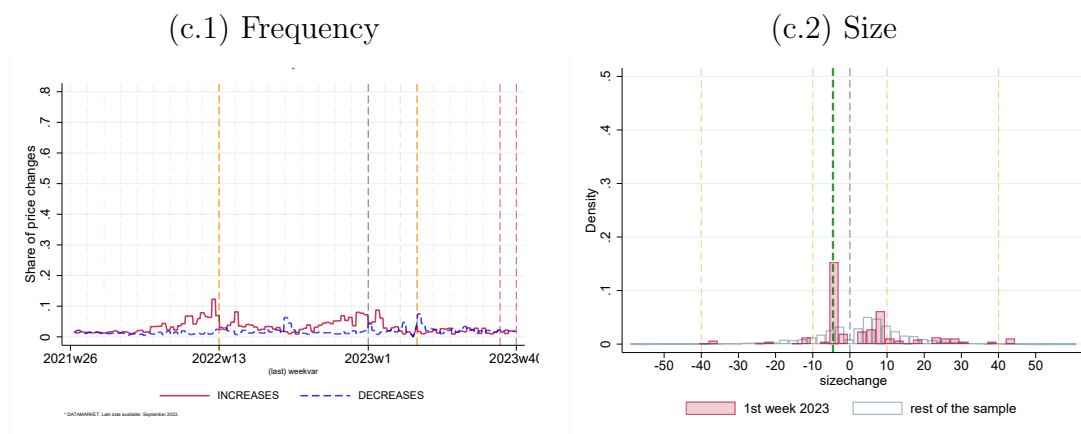 (c.1) Frequency
Share of price changes
.8
.7
.6
.5
.4
.3
.2
.1
0
2021w26 2022w13 2023w1 2023w40
(last) weekvar
INCREASES DECREASES
* DATAMARKET. Last data available: September 2023.
(c.2) Size
Density
.5
.4
.3
.2
.1
0
-50 -40 -30 -20 -10 0 10 20 30 40 50
sizechange
1st week 2023 rest of the sample